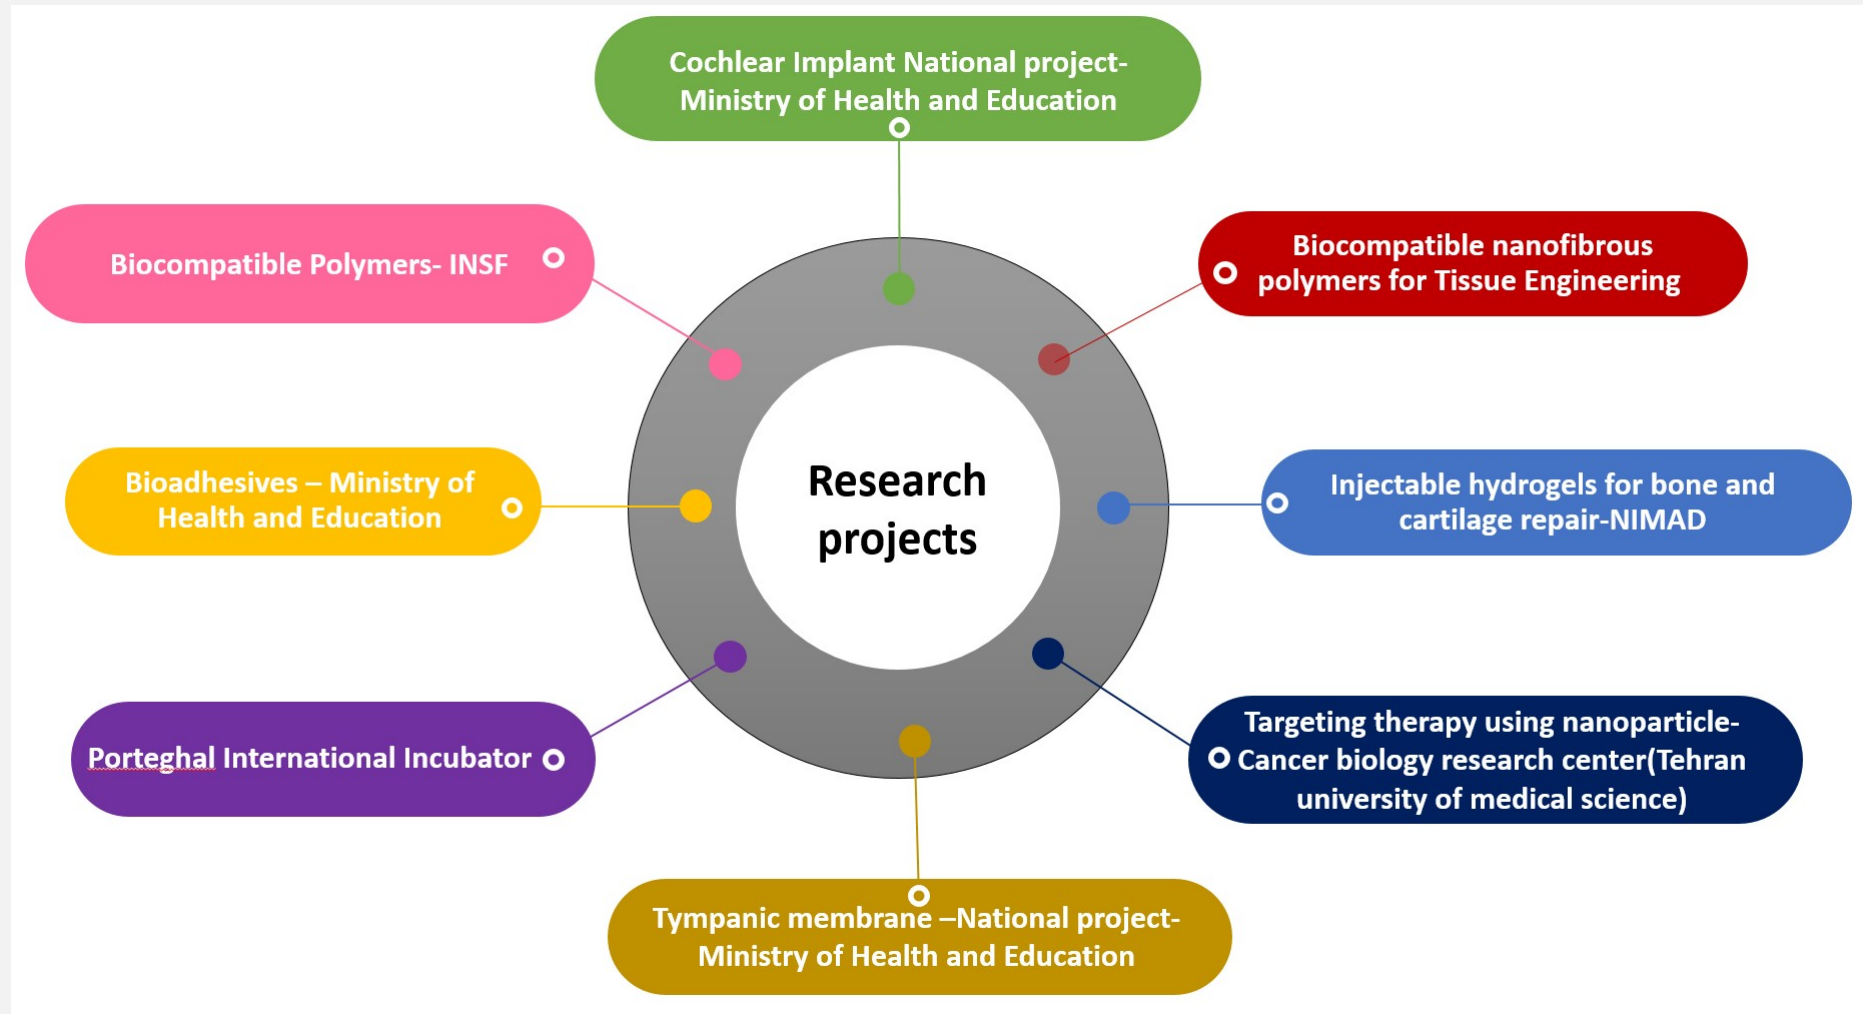 Cochlear Implant National project-
Ministry of Health and Education
Biocompatible Polymers- INSF
Biocompatible nanofibrous
polymers for Tissue Engineering
Bioadhesives – Ministry of
Health and Education
Research
projects
Injectable hydrogels for bone and
cartilage repair-NIMAD
Porteghal International Incubator
Targeting therapy using nanoparticle-
Cancer biology research center(Tehran
university of medical science)
Tympanic membrane –National project-
Ministry of Health and Education